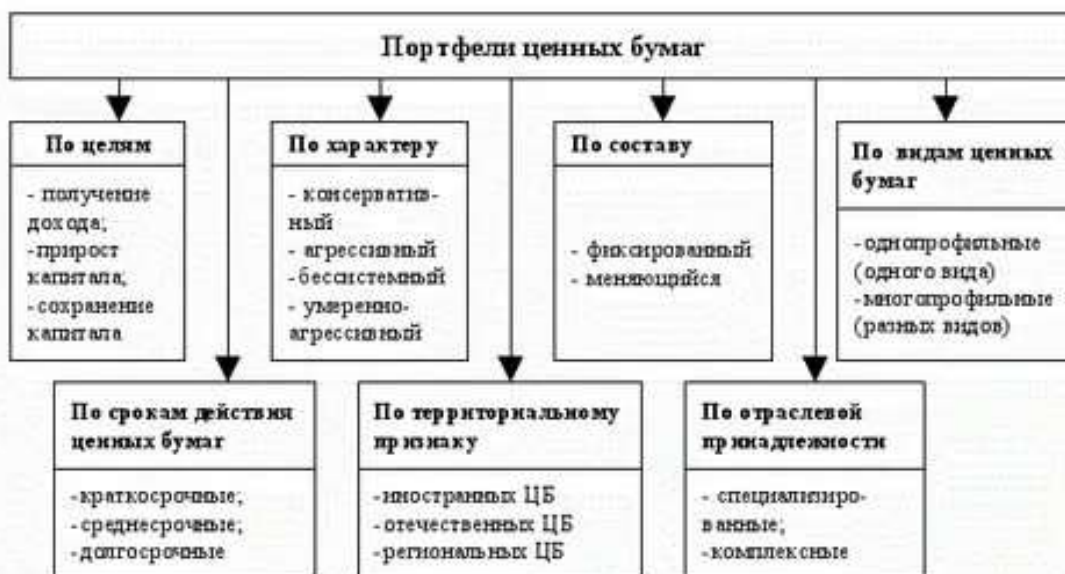 Портфели ценных бумаг
По целям
- получение
дохода;
-прирост
капитала,
-сохранение
капитала
По характеру
- консерватив-
ный
- агрессивный
-бессистемный
- умеренно-
агрессивный
По составу
- фиксированный
- меняющийся
По видам ценных
бумаг
-однопрофильные
(одного вида)
-многопрофильные
(разных видов)
По срокам действия
ценных бумаг
-краткосрочные;
-среднесрочные;
-долгосрочные
По территориальному
признаку
-иностранных ЦБ
-отечественных ЦБ
-региональных ЦБ
По отраслевой
принадлежности
- специализиро-
ванные;
-комплексные